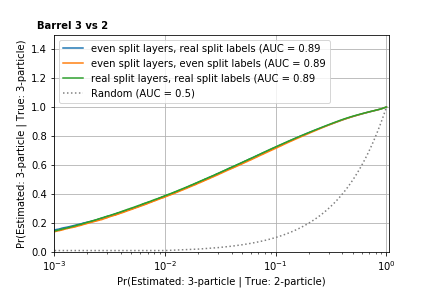 Barrel 3 vs 2
Pr(Estimated: 3-particle | True: 3-particle)
1.4
1.2
1.0
0.8
0.6
0.4
0.2
0.0
even split layers, real split labels (AUC = 0.89
even split layers, even split labels (AUC = 0.89
real split layers, real split labels (AUC = 0.89
Random (AUC = 0.5)
10⁻³ 10⁻² 10⁻¹ 10⁰
Pr(Estimated: 3-particle | True: 2-particle)